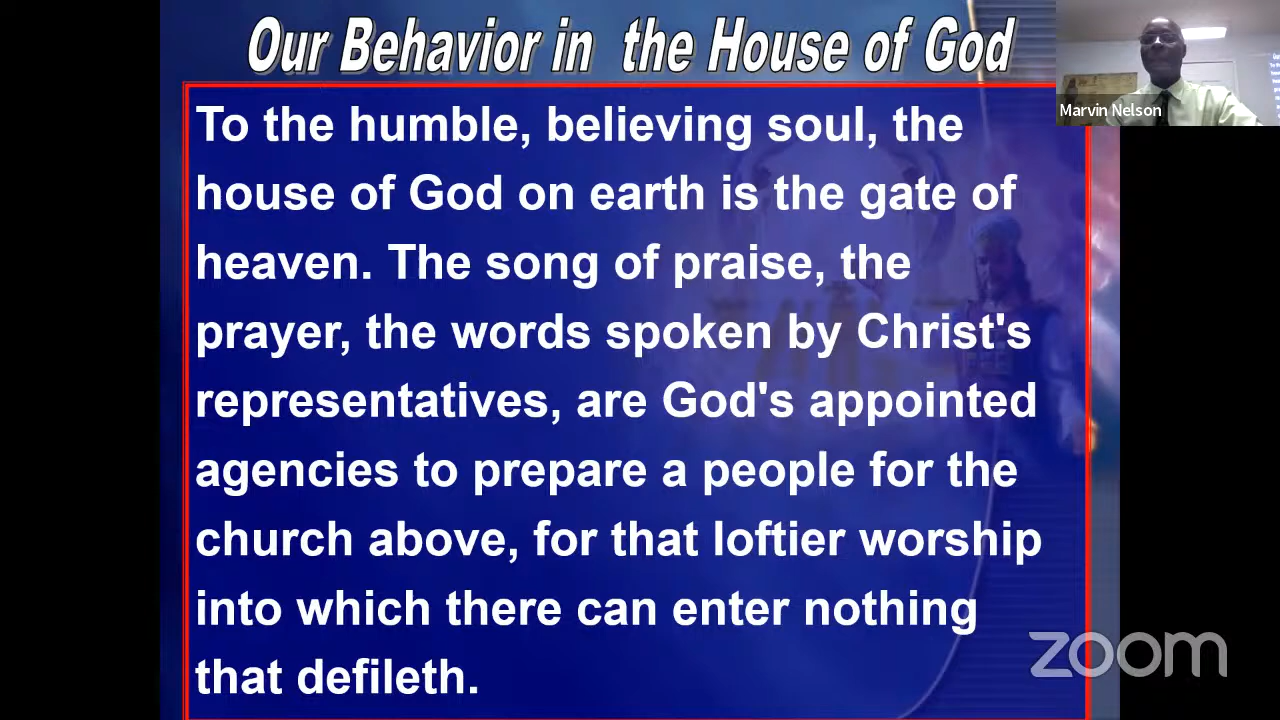 Our Behavior in the House of God
Marvin Nelson
To the humble, believing soul, the
house of God on earth is the gate of
heaven. The song of praise, the
prayer, the words spoken by Christ's
representatives, are God's appointed
agencies to prepare a people for the
church above, for that loftier worship
into which there can enter nothing
that defileth.
zoom